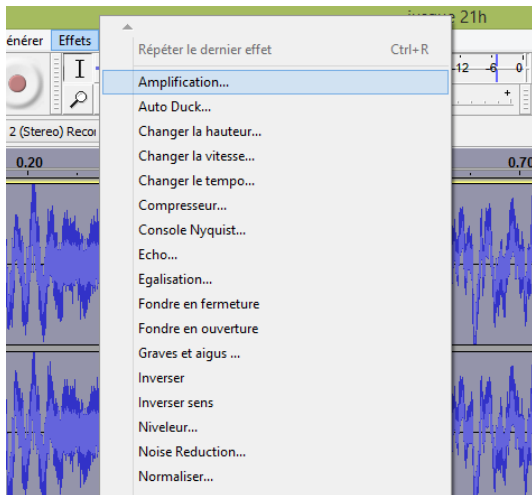 21h
énérer Effets
Répéter le dernier effet Ctrl+R
-12 -6 0
Amplification...
Auto Duck...
Changer la hauteur...
2 (Stereo) Recor
Changer la vitesse...
0.20 0.70
Changer le tempo...
Compresseur...
Console Nyquist...
Echo...
Egalisation...
Fondre en fermeture
Fondre en ouverture
Graves et aigus ...
Inverser
Inverser sens
Niveleur...
Noise Reduction...
Normaliser...